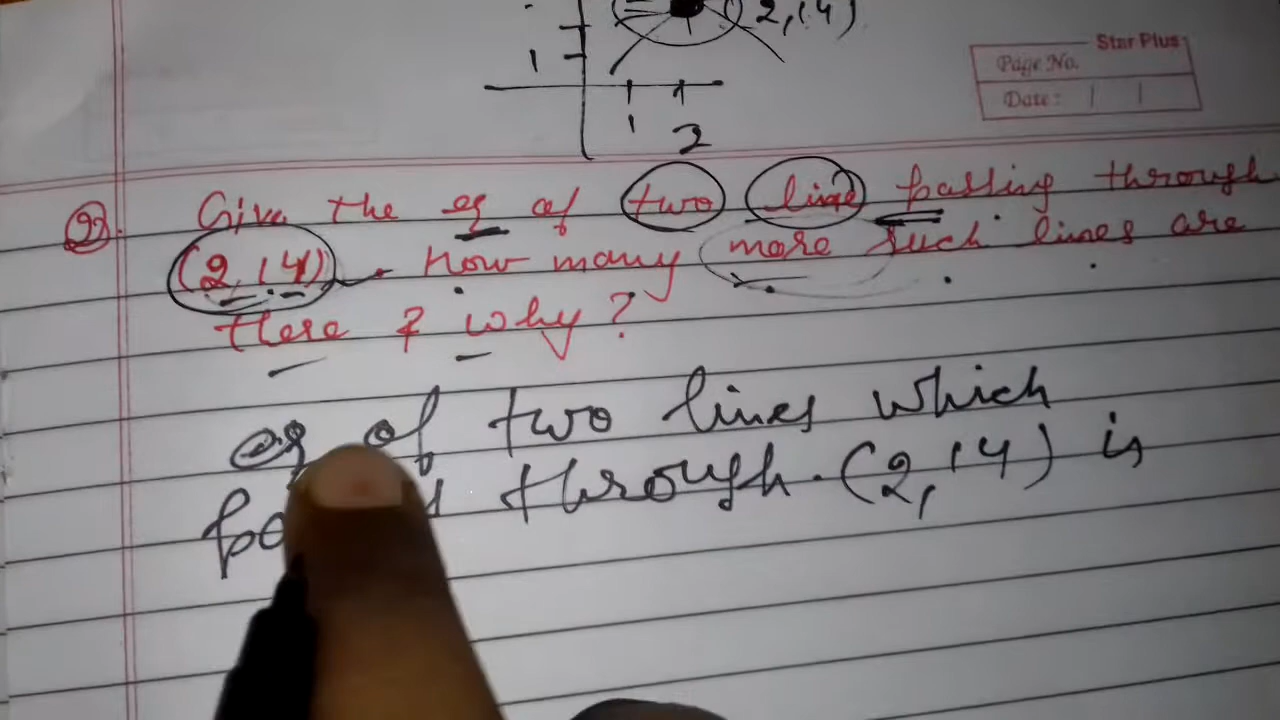 (2,14)
Star Plus
Page No.
1
Date:
1
2
Q2. Give the eq of two line passing through
(2,14). How many more such lines are
there & why?
eq of two lines which
through (2,14) is